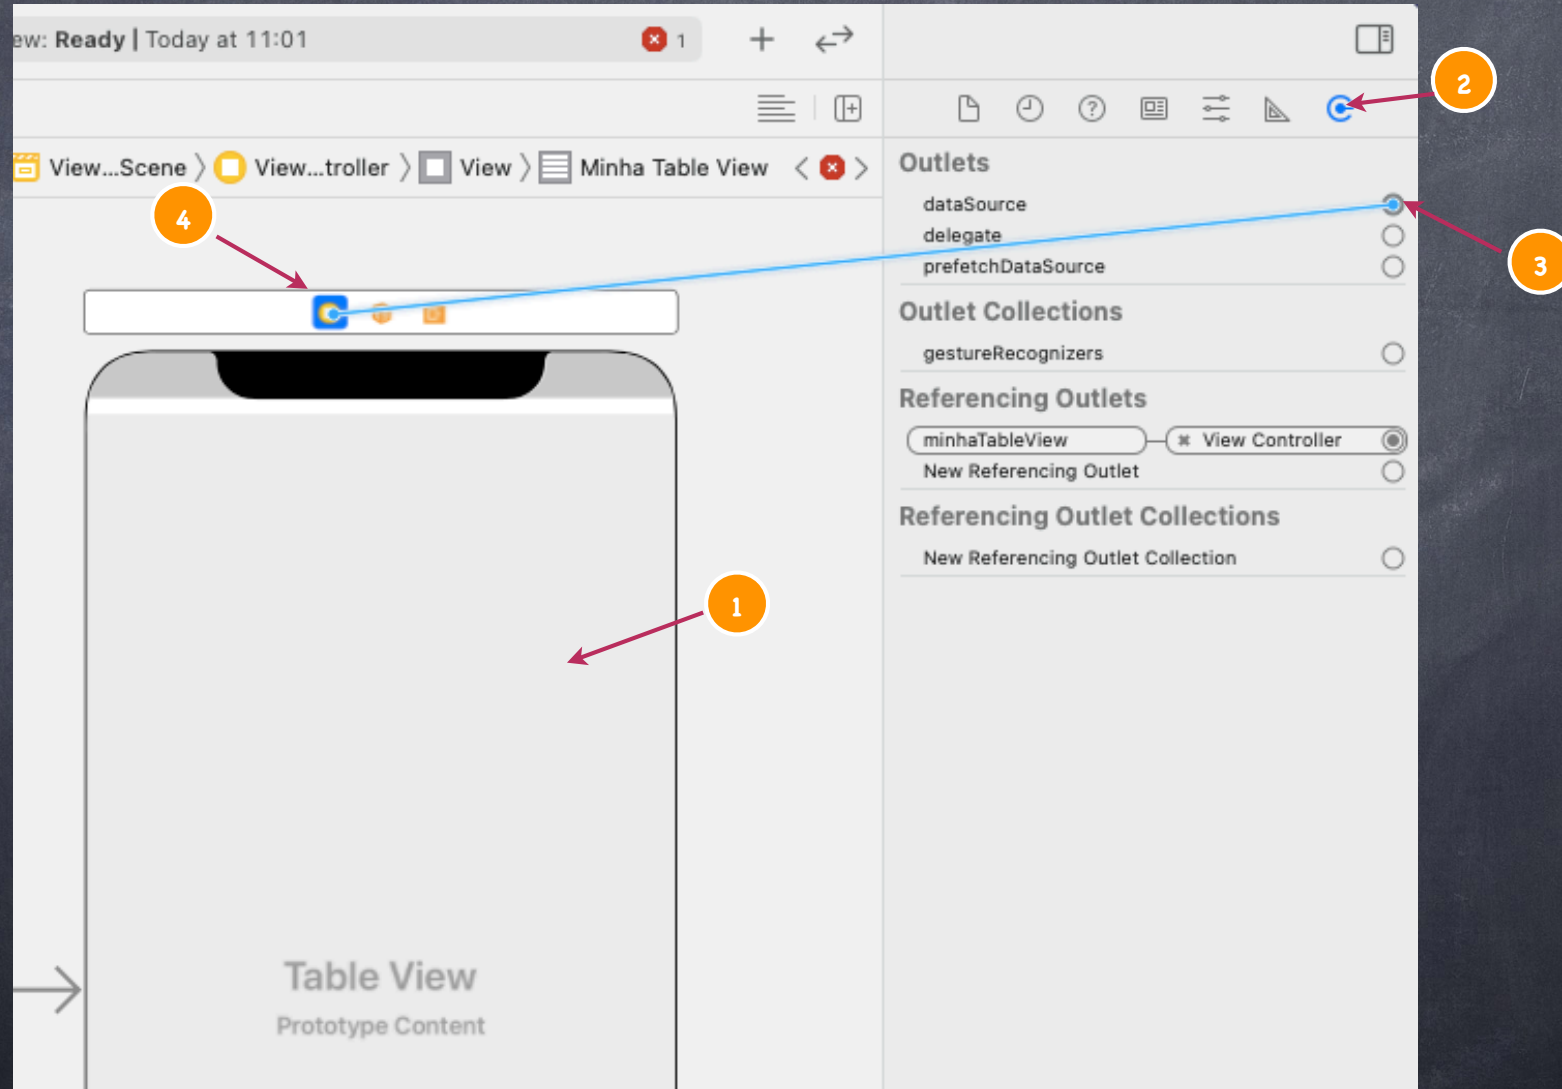 ew: Ready | Today at 11:01
1
View...Scene
View...troller
View
Minha Table View
4
Table View
Prototype Content
1
2
Outlets
dataSource
delegate
prefetchDataSource
3
Outlet Collections
gestureRecognizers
Referencing Outlets
minhaTableView
View Controller
New Referencing Outlet
Referencing Outlet Collections
New Referencing Outlet Collection